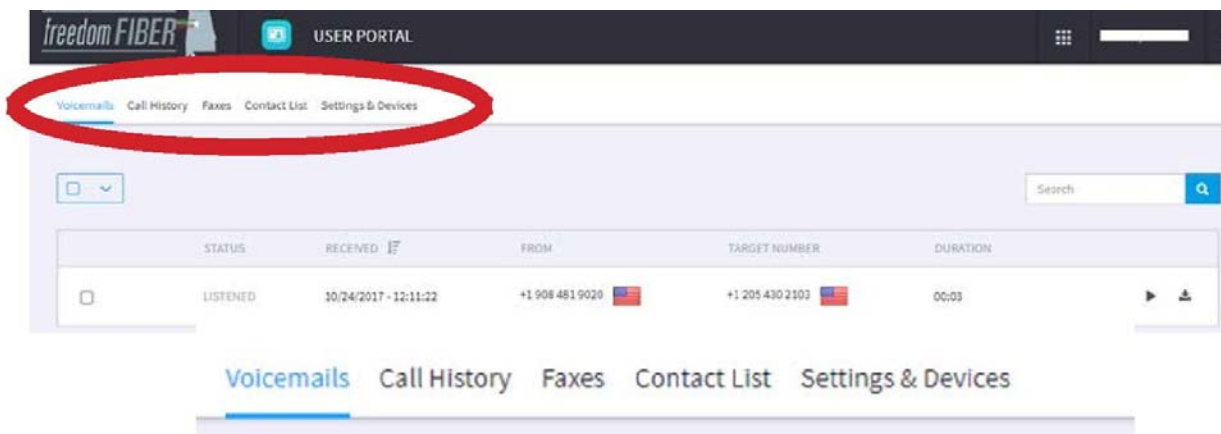 freedom FIBER USER PORTAL
Voicemails Call History Faxes Contact List Settings & Devices
Search
STATUS RECEIVED FROM TARGET NUMBER DURATION
LISTENED 10/24/2017 - 12:11:22 +1 908 481 9020 +1 205 430 2103 00:03
Voicemails Call History Faxes Contact List Settings & Devices